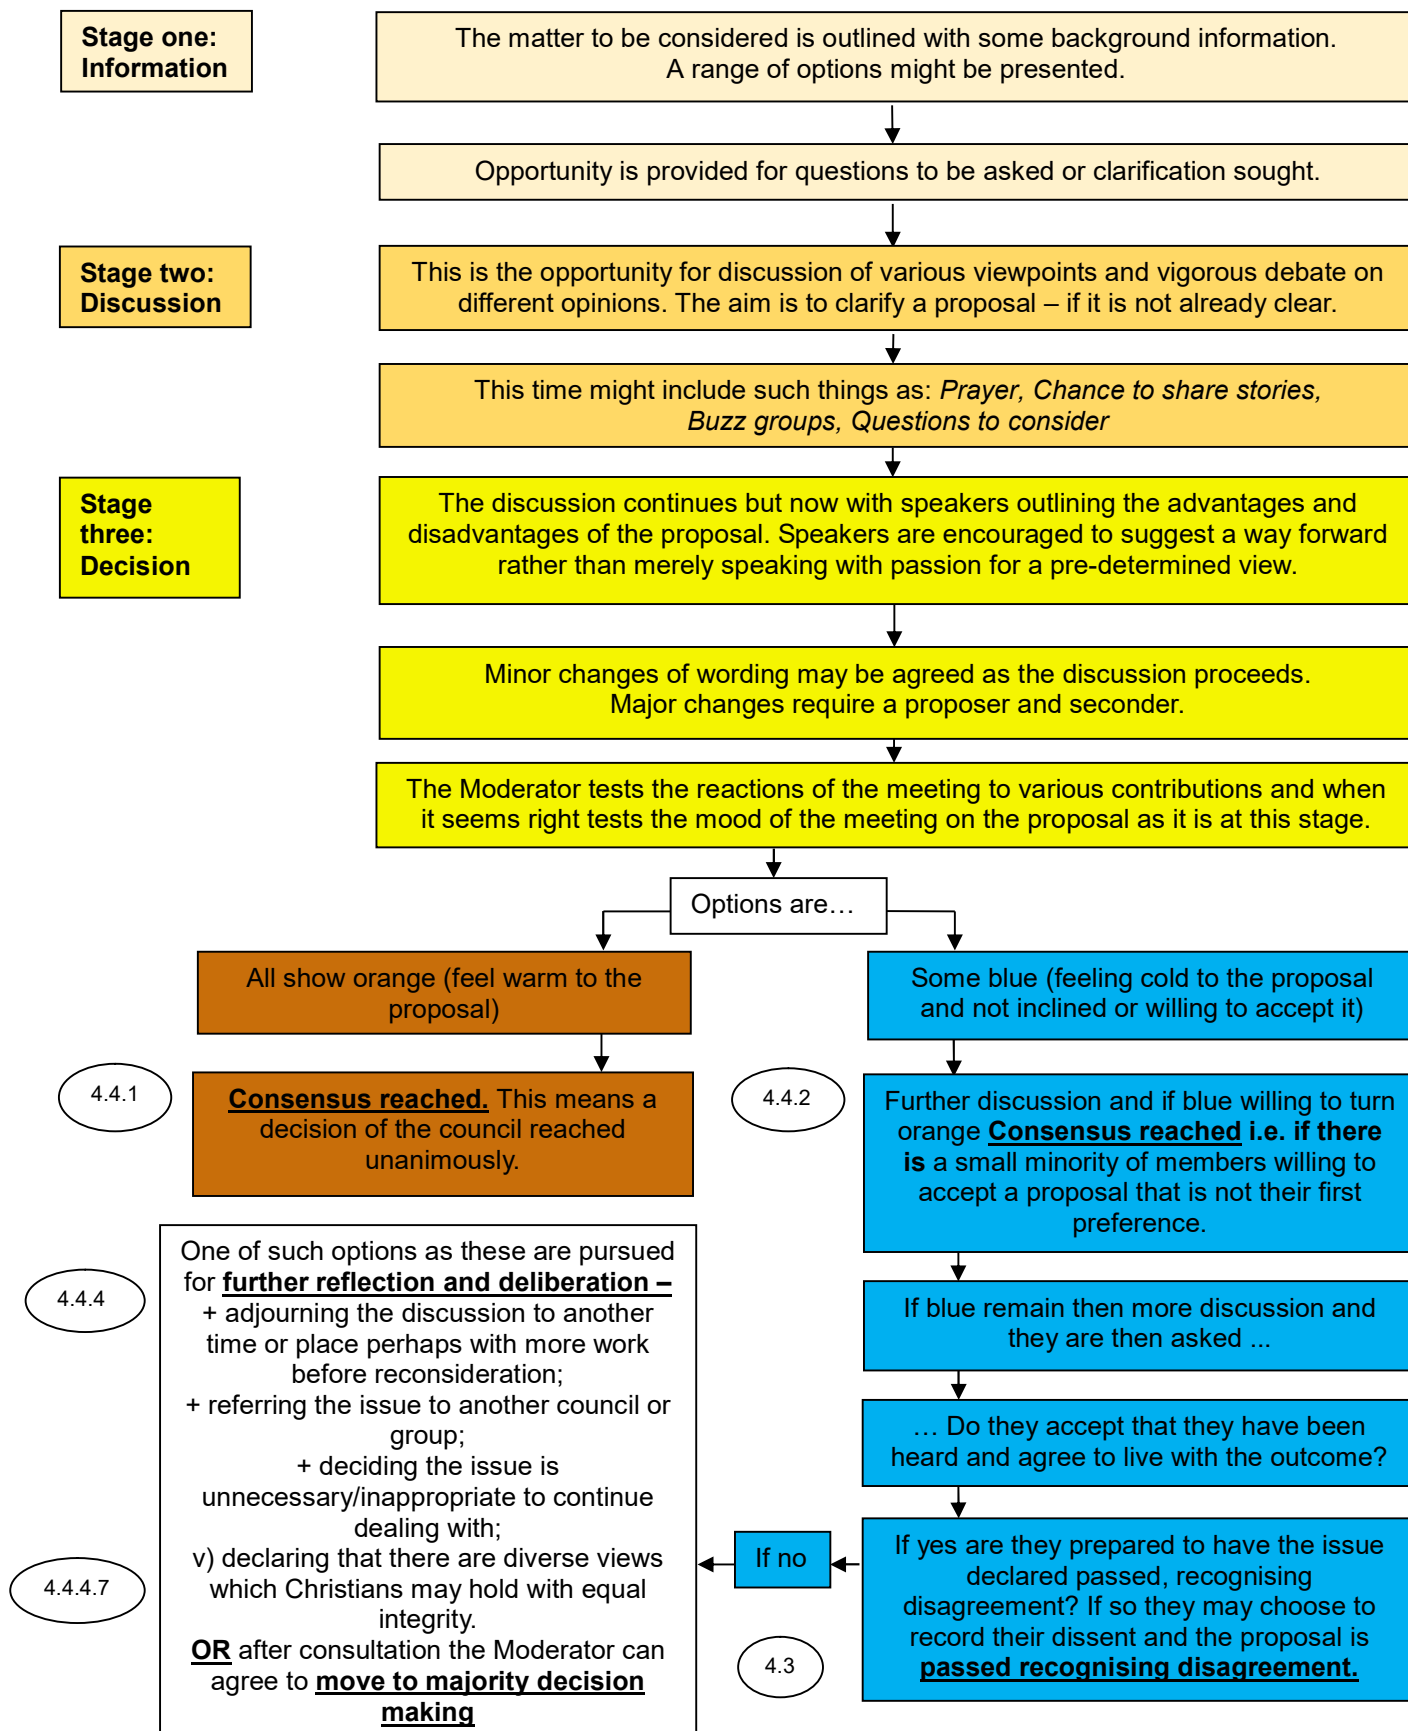 Stage one:
Information
The matter to be considered is outlined with some background information.
A range of options might be presented.
Opportunity is provided for questions to be asked or clarification sought.
Stage two:
Discussion
This is the opportunity for discussion of various viewpoints and vigorous debate on
different opinions. The aim is to clarify a proposal – if it is not already clear.
This time might include such things as: Prayer, Chance to share stories,
Buzz groups, Questions to consider
Stage
three:
Decision
The discussion continues but now with speakers outlining the advantages and
disadvantages of the proposal. Speakers are encouraged to suggest a way forward
rather than merely speaking with passion for a pre-determined view.
Minor changes of wording may be agreed as the discussion proceeds.
Major changes require a proposer and seconder.
The Moderator tests the reactions of the meeting to various contributions and when
it seems right tests the mood of the meeting on the proposal as it is at this stage.
Options are…
All show orange (feel warm to the
proposal)
4.4.1
Consensus reached. This means a
decision of the council reached
unanimously.
Some blue (feeling cold to the proposal
and not inclined or willing to accept it)
4.4.2
Further discussion and if blue willing to turn
orange Consensus reached i.e. if there
is a small minority of members willing to
accept a proposal that is not their first
preference.
If blue remain then more discussion and
they are then asked ...
… Do they accept that they have been
heard and agree to live with the outcome?
If yes are they prepared to have the issue
declared passed, recognising
disagreement? If so they may choose to
record their dissent and the proposal is
passed recognising disagreement.
4.3
If no
4.4.4
One of such options as these are pursued
for further reflection and deliberation –
+ adjourning the discussion to another
time or place perhaps with more work
before reconsideration;
+ referring the issue to another council or
group;
+ deciding the issue is
unnecessary/inappropriate to continue
dealing with;
v) declaring that there are diverse views
which Christians may hold with equal
integrity.
OR after consultation the Moderator can
agree to move to majority decision
making
4.4.4.7